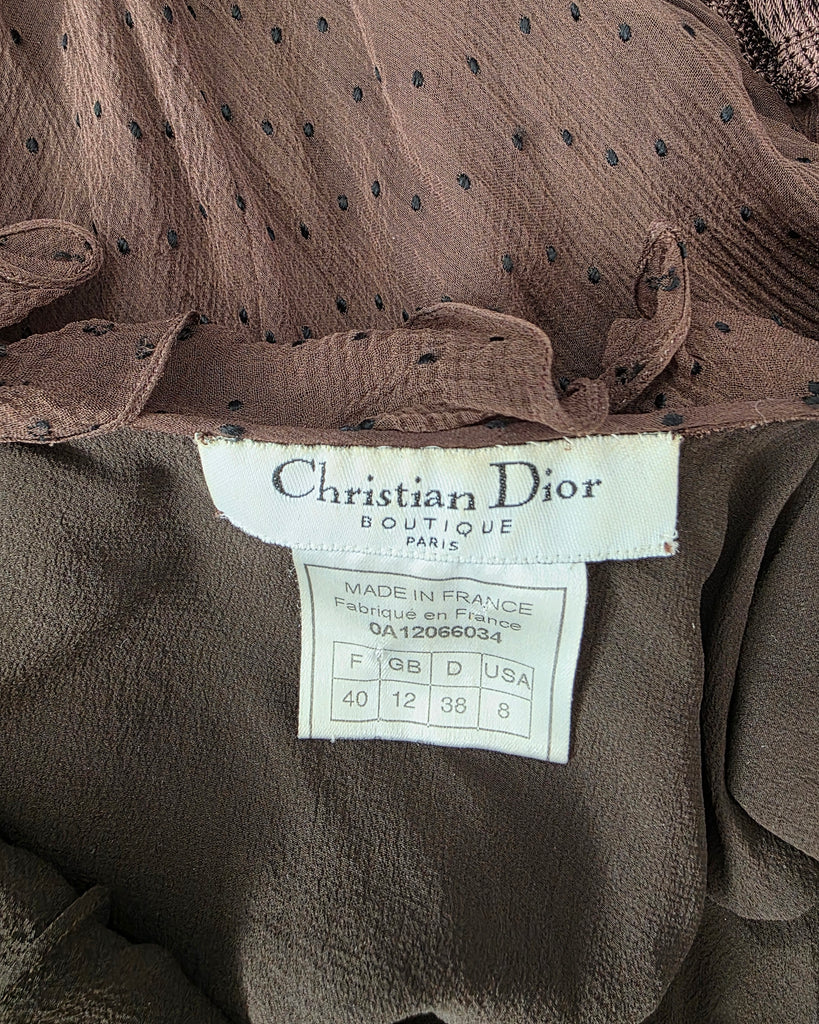 Christian Dior
BOUTIQUE
PARIS
MADE IN FRANCE
Fabriqué en France
0A12066034
F GB D USA
40 12 38 8